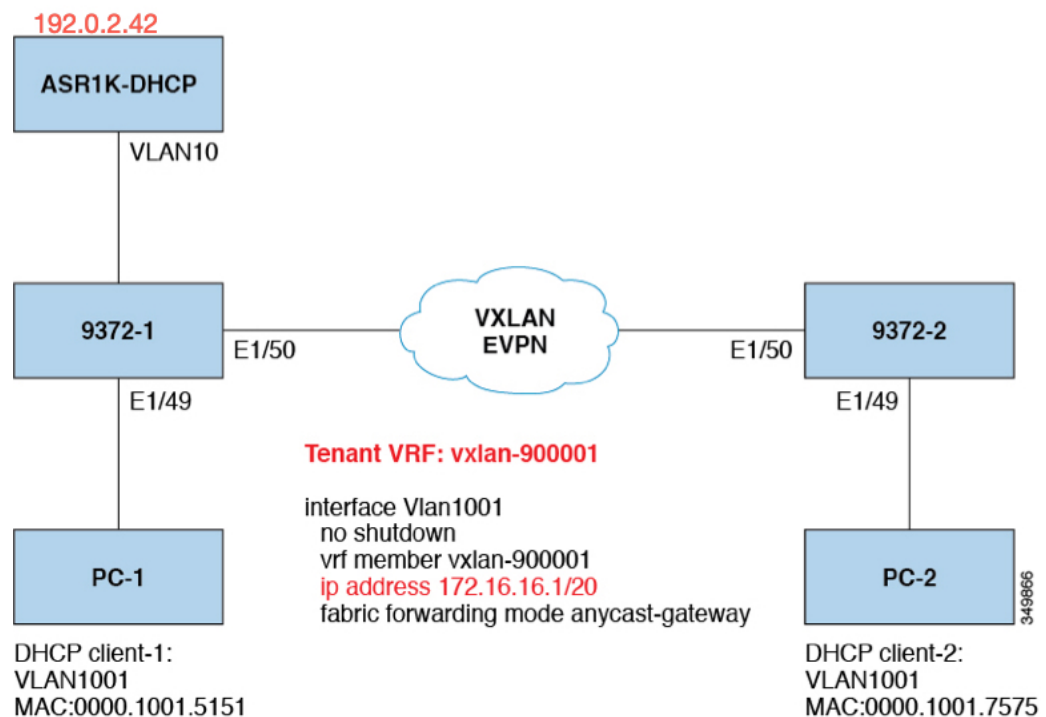 192.0.2.42
ASR1K-DHCP
VLAN10
9372-1
E1/50
E1/49
VXLAN
EVPN
E1/50
9372-2
E1/49
Tenant VRF: vxlan-900001
interface Vlan1001
no shutdown
vrf member vxlan-900001
ip address 172.16.16.1/20
fabric forwarding mode anycast-gateway
PC-1
DHCP client-1:
VLAN1001
MAC:0000.1001.5151
PC-2
DHCP client-2:
VLAN1001
MAC:0000.1001.7575
349866